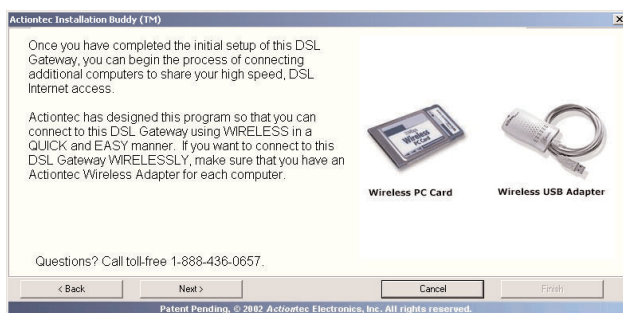 Actiontec Installation Buddy (TM)
Once you have completed the initial setup of this DSL
Gateway, you can begin the process of connecting
additional computers to share your high speed, DSL
Internet access.
Actiontec has designed this program so that you can
connect to this DSL Gateway using WIRELESS in a
QUICK and EASY manner. If you want to connect to this
DSL Gateway WIRELESSLY, make sure that you have an
Actiontec Wireless Adapter for each computer.
Wireless
PC Card
Wireless PC Card
Wireless USB Adapter
Questions? Call toll-free 1-888-436-0657.
< Back
Next >
Cancel
Finish
Patent Pending, © 2002 Actiontec Electronics, Inc. All rights reserved.